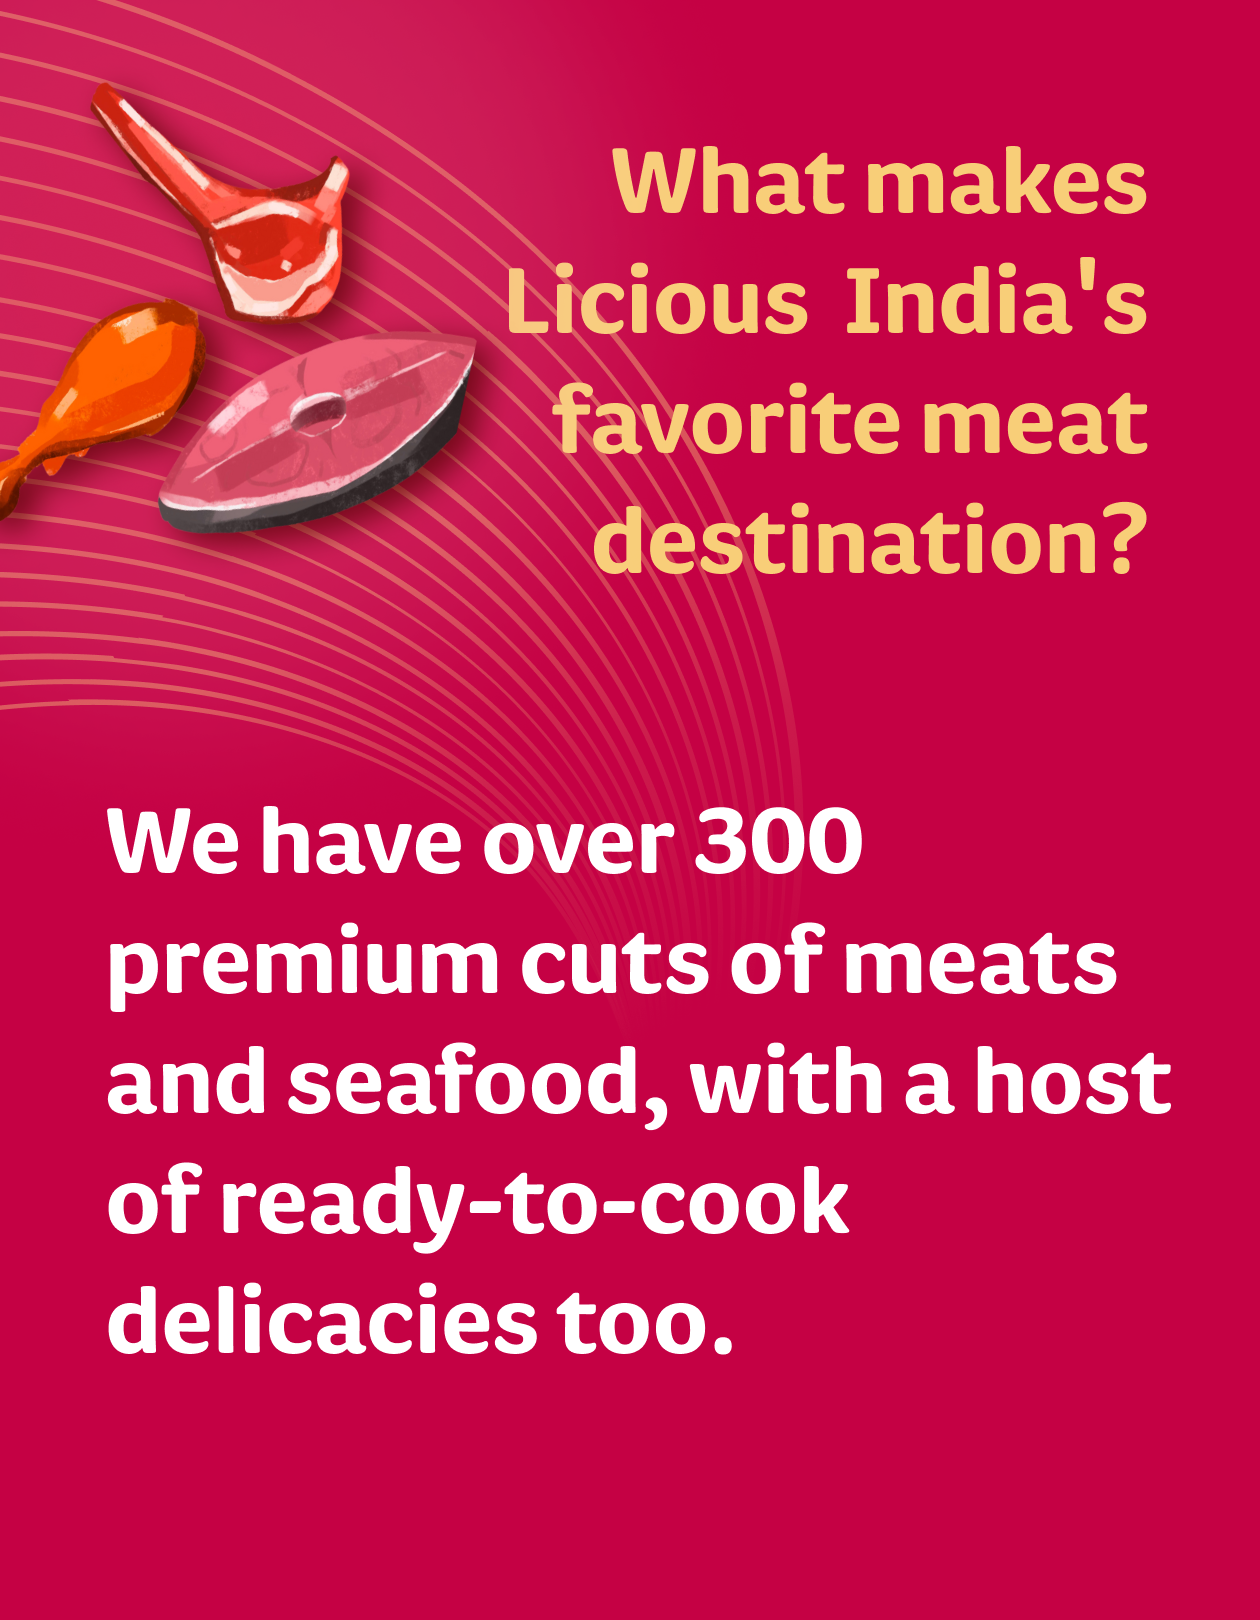 What makes
Licious India's
favorite meat
destination?
We have over 300
premium cuts of meats
and seafood, with a host
of ready-to-cook
delicacies too.